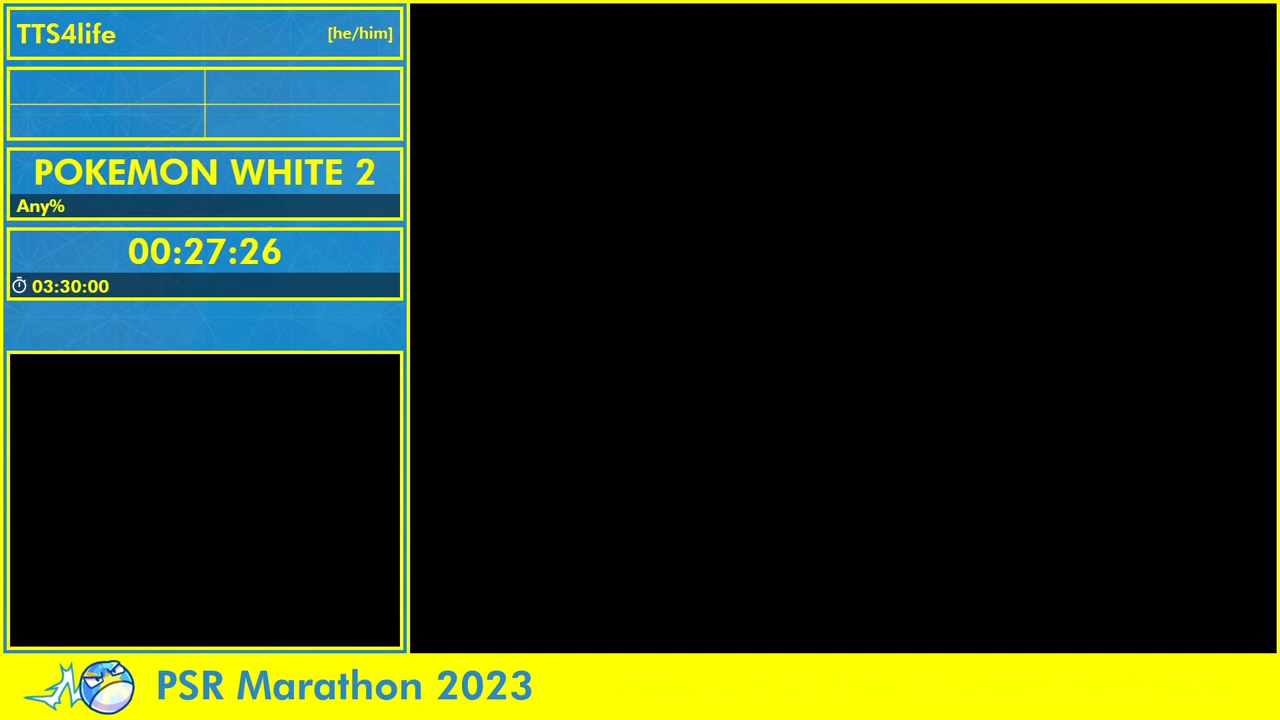 TTS4life
[he/him]
POKEMON WHITE 2
Any%
00:27:26
03:30:00
PSR Marathon 2023